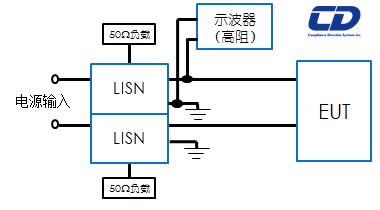 示波器
（高阻）
CD
Compliance Direction Systems Inc.
50Ω负载
LISN
电源输入
LISN
EUT
50Ω负载